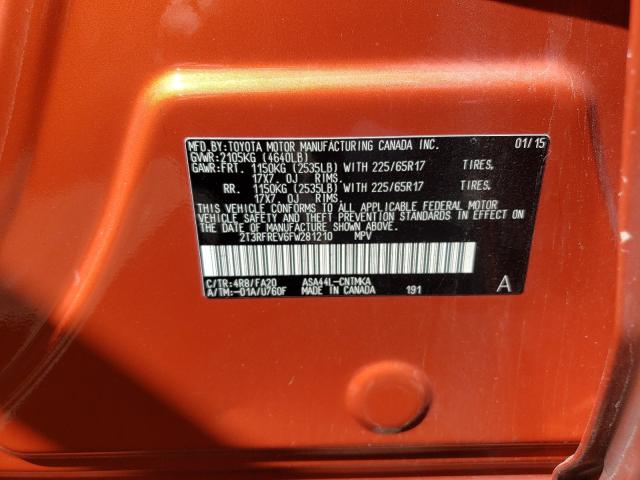 MFD.BY:TOYOTA MOTOR MANUFACTURING CANADA INC. 01/15
GVWR:2105KG (4640LB)
GAWR:FRT. 1150KG (2535LB) WITH 225/65R17 TIRES,
17X7. OJ RIMS.
RR. 1150KG (2535LB) WITH 225/65R17 TIRES,
17X7. OJ RIMS.
THIS VEHICLE CONFORMS TO ALL APPLICABLE FEDERAL MOTOR
VEHICLE SAFETY AND THEFT PREVENTION STANDARDS IN EFFECT ON
THE DATE OF MANUFACTURE SHOWN ABOVE.
2T3RFREV6FW281210 MPV
C/TR:4R8/FA20 ASA44L-CNTMKA
A/TM:-01A/U760F MADE IN CANADA 191 A